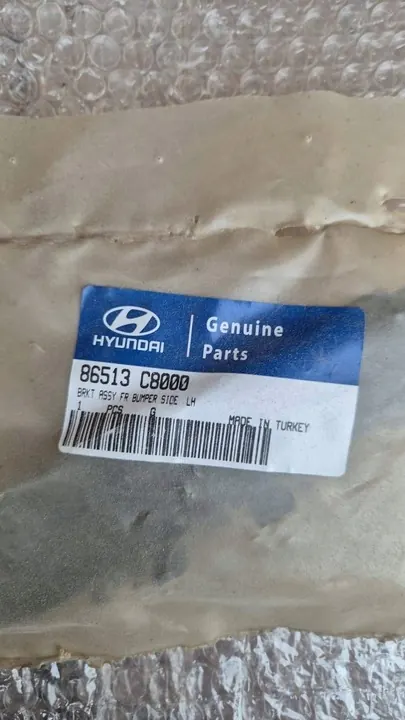 HYUNDAI
Genuine
Parts
86513 C8000
BRKT ASSY FR BUMPER SIDE LH
1 PCS G
MADE IN TURKEY